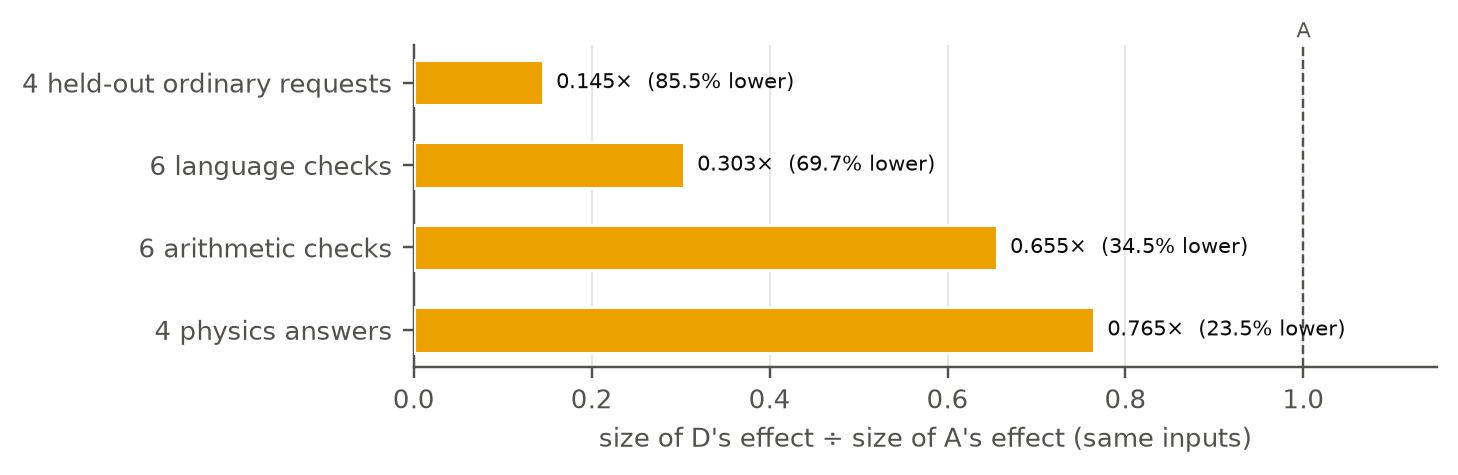 A
4 held-out ordinary requests
0.145× (85.5% lower)
6 language checks
0.303× (69.7% lower)
6 arithmetic checks
0.655× (34.5% lower)
4 physics answers
0.765× (23.5% lower)
0.0 0.2 0.4 0.6 0.8 1.0
size of D's effect ÷ size of A's effect (same inputs)